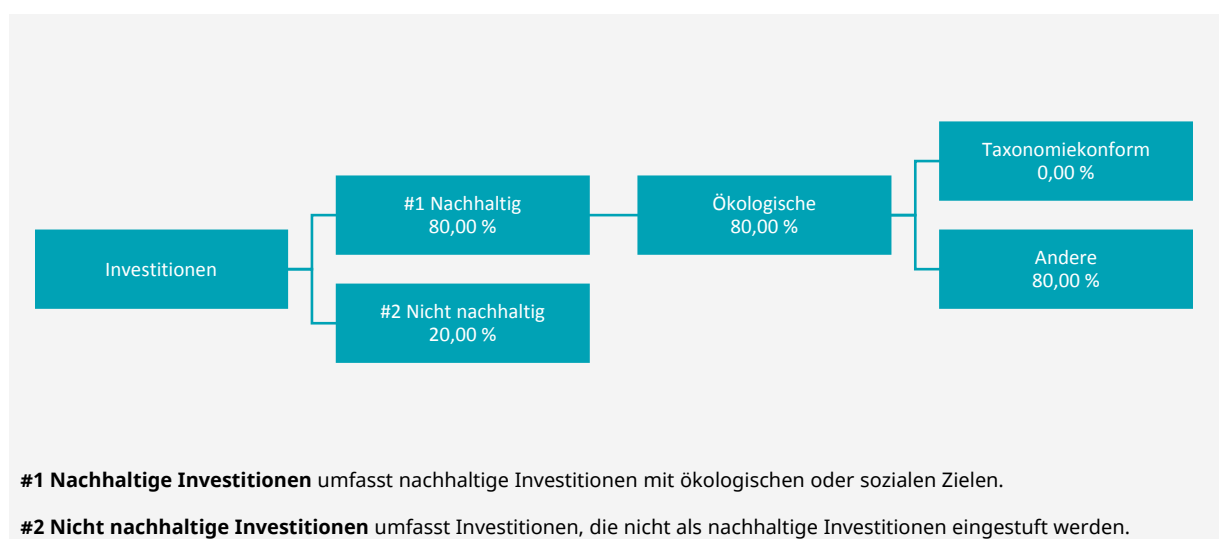 Investitionen
#1 Nachhaltig
80,00 %
#2 Nicht nachhaltig
20,00 %
Ökologische
80,00 %
Taxonomiekonform
0,00 %
Andere
80,00 %
#1 Nachhaltige Investitionen umfasst nachhaltige Investitionen mit ökologischen oder sozialen Zielen.
#2 Nicht nachhaltige Investitionen umfasst Investitionen, die nicht als nachhaltige Investitionen eingestuft werden.